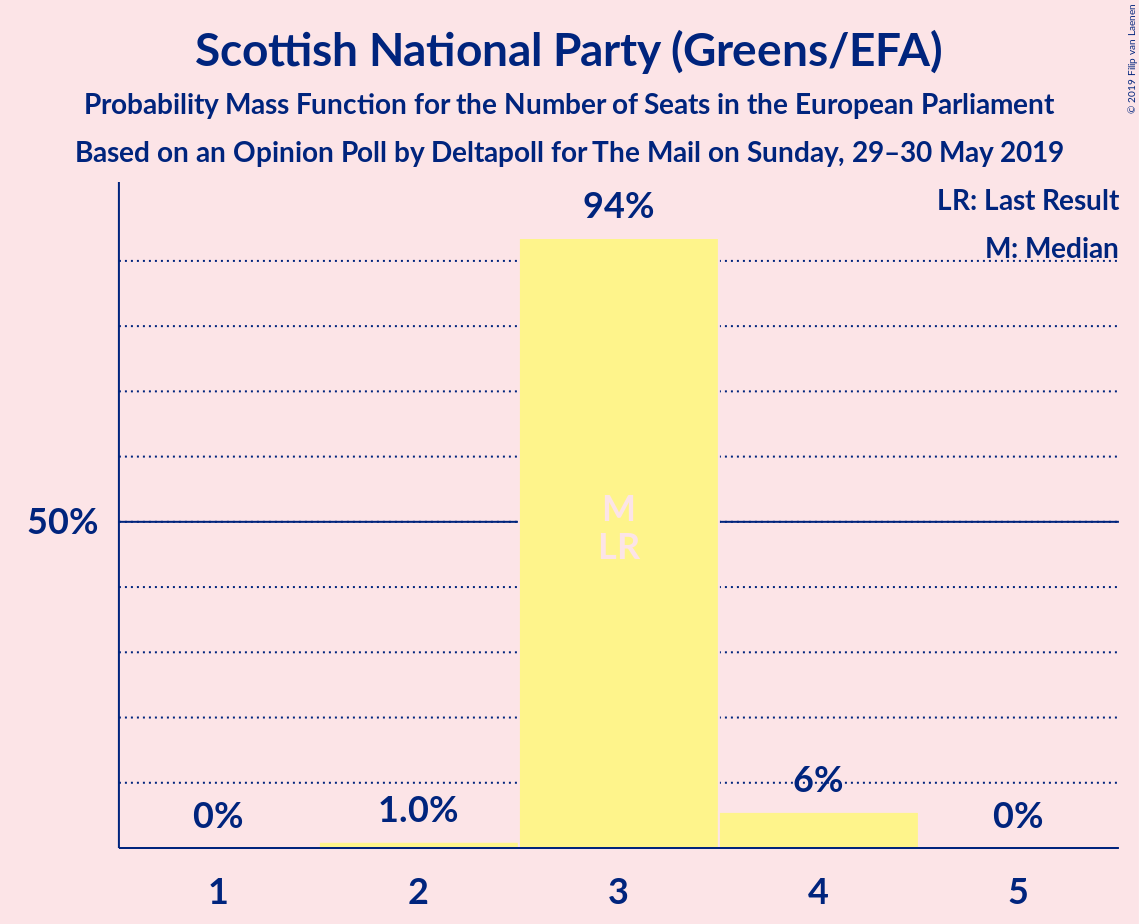 Scottish National Party (Greens/EFA)
Probability Mass Function for the Number of Seats in the European Parliament
Based on an Opinion Poll by Deltapoll for The Mail on Sunday, 29–30 May 2019
© 2019 Filip van Laenen
LR: Last Result
M: Median
94%
50%
M
LR
0%
1.0%
6%
0%
1
2
3
4
5